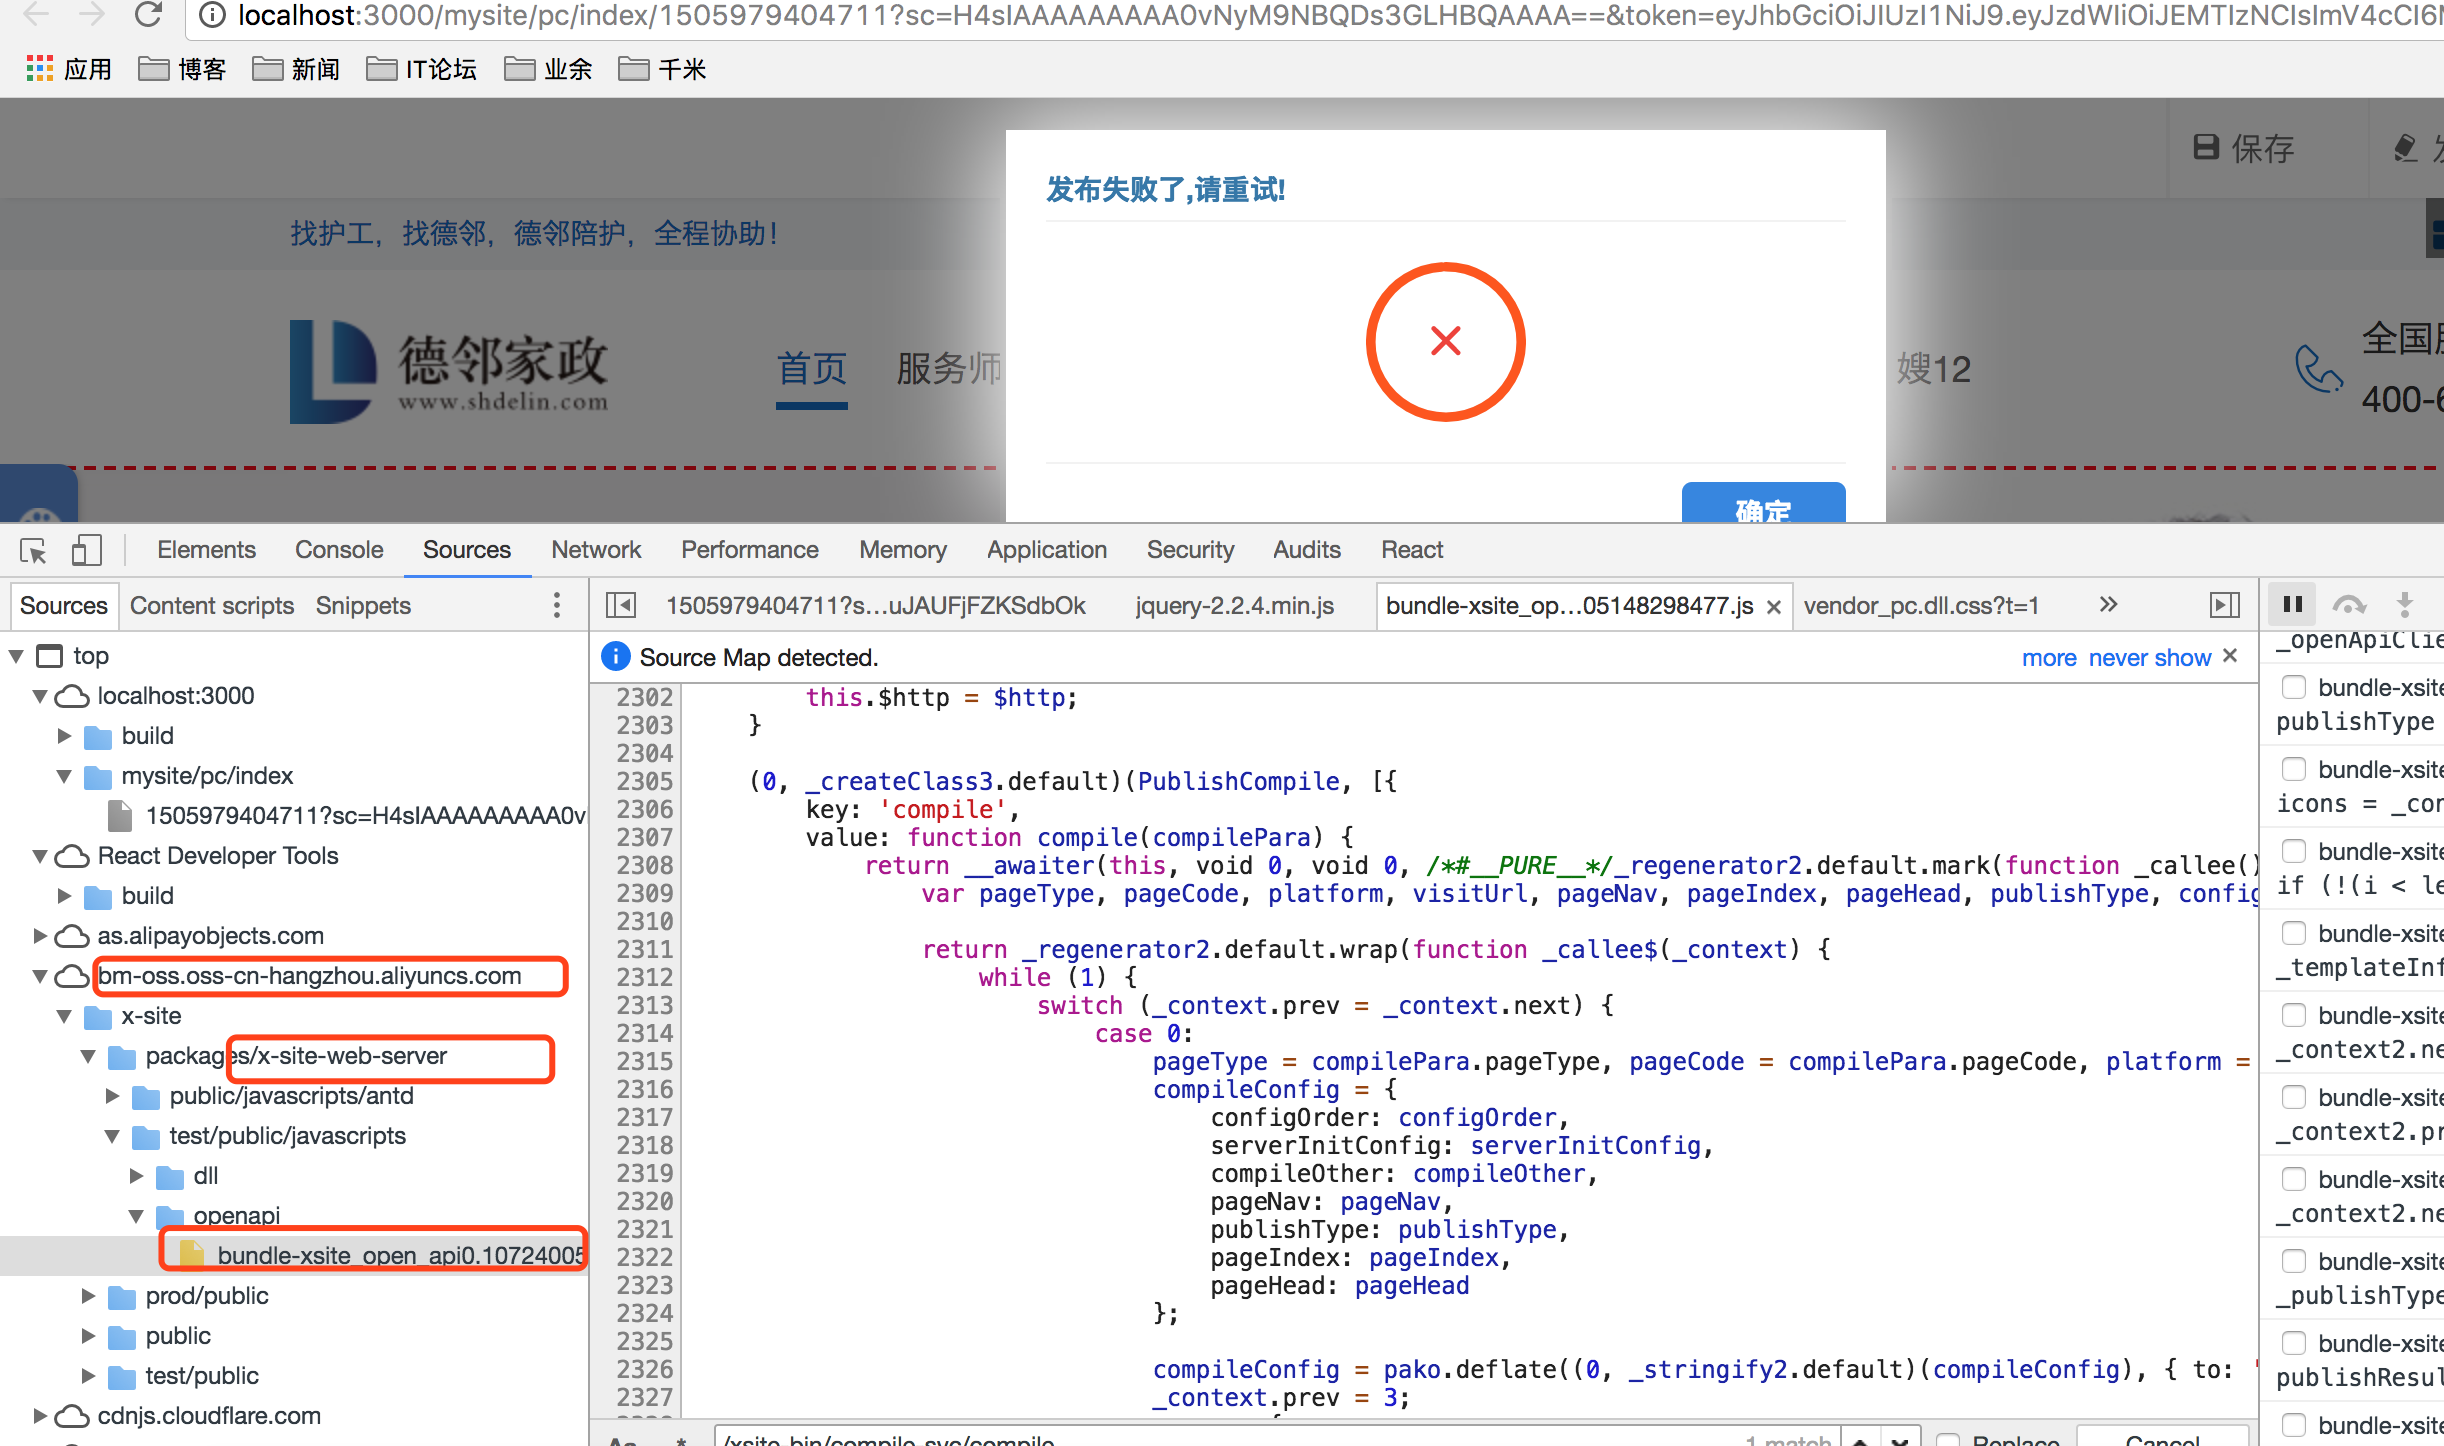 localhost:3000/mysite/pc/index/1505979404711?sc=H4sIAAAAAAAAA0vNyM9NBQDs3GLHBQAAAA==&token=eyJhbGciOiJIUzI1NiJ9.eyJzdWIiOiJEMTIzNCIsImV4cCI6
应用 博客 新闻 IT论坛 业余 千米
保存
发布失败了,请重试!
找护工，找德邻，德邻陪护，全程协助！
德邻家政
www.shdelin.com
首页 服务师 嫂12
全国
400-6
确定
Elements Console Sources Network Performance Memory Application Security Audits React
Sources Content scripts Snippets
1505979404711?s…uJAUFjFZKSdbOk jquery-2.2.4.min.js bundle-xsite_op…05148298477.js × vendor_pc.dll.css?t=1 »
Source Map detected. more never show ×
top
localhost:3000
build
mysite/pc/index
1505979404711?sc=H4sIAAAAAAAAA0v
React Developer Tools
build
as.alipayobjects.com
bm-oss.oss-cn-hangzhou.aliyuncs.com
x-site
packages/x-site-web-server
public/javascripts/antd
test/public/javascripts
dll
openapi
bundle-xsite_open_api0.10724005
prod/public
public
test/public
cdnjs.cloudflare.com
2302 this.$http = $http;
2303 }
2304
2305 (0, _createClass3.default)(PublishCompile, [{
2306 key: 'compile',
2307 value: function compile(compilePara) {
2308 return __awaiter(this, void 0, void 0, /*#__PURE__*/_regenerator2.default.mark(function _callee()
2309 var pageType, pageCode, platform, visitUrl, pageNav, pageIndex, pageHead, publishType, config
2310
2311 return _regenerator2.default.wrap(function _callee$(_context) {
2312 while (1) {
2313 switch (_context.prev = _context.next) {
2314 case 0:
2315 pageType = compilePara.pageType, pageCode = compilePara.pageCode, platform =
2316 compileConfig = {
2317 configOrder: configOrder,
2318 serverInitConfig: serverInitConfig,
2319 compileOther: compileOther,
2320 pageNav: pageNav,
2321 publishType: publishType,
2322 pageIndex: pageIndex,
2323 pageHead: pageHead
2324 };
2325
2326 compileConfig = pako.deflate((0, _stringify2.default)(compileConfig), { to: '
2327 _context.prev = 3;
/xsite-bin/compile-svc/compile 1 match Replace Cancel
_openApiClie
bundle-xsite
publishType
bundle-xsite
icons = _con
bundle-xsite
if (!(i < le
bundle-xsite
_templateInf
bundle-xsite
_context2.ne
bundle-xsite
_context2.pr
bundle-xsite
_context2.ne
bundle-xsite
_publishType
bundle-xsite
publishResul
bundle-xsite